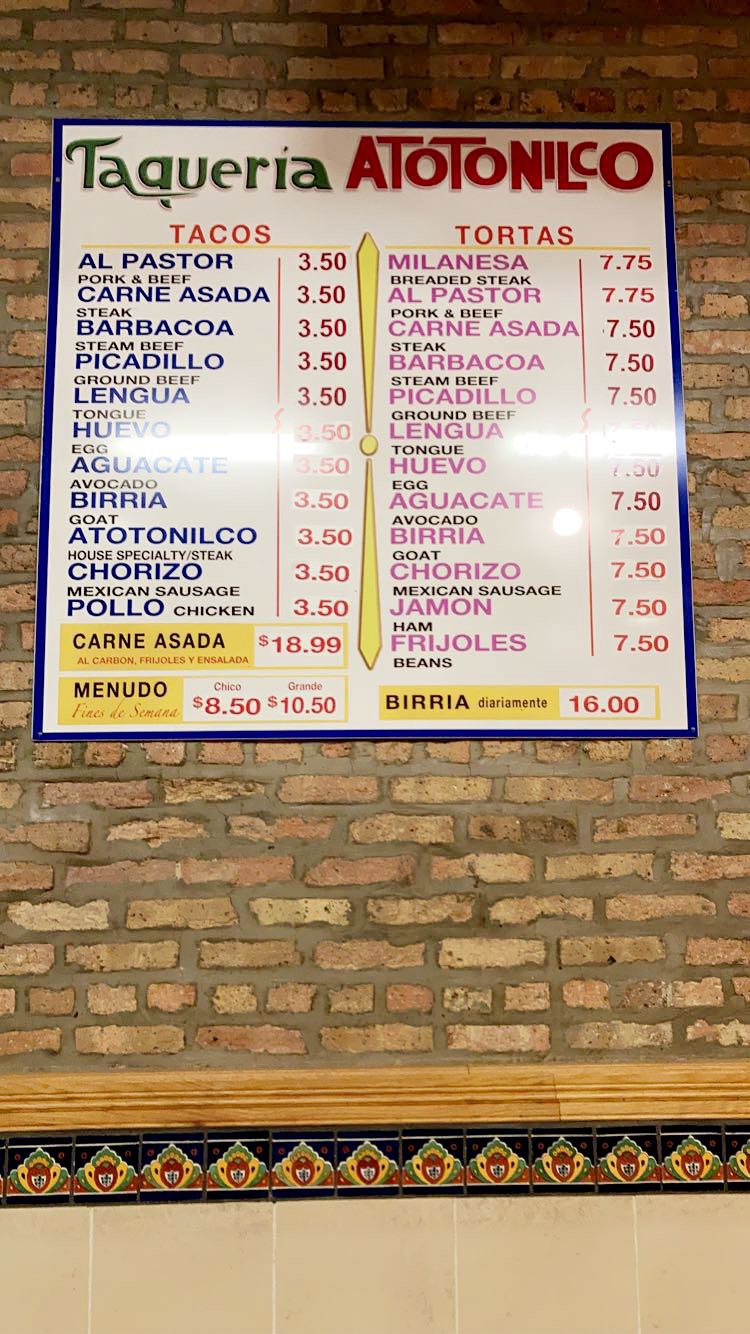 Taquería ATOTONILCO
TACOS
AL PASTOR 3.50
PORK & BEEF
CARNE ASADA 3.50
STEAK
BARBACOA 3.50
STEAM BEEF
PICADILLO 3.50
GROUND BEEF
LENGUA 3.50
TONGUE
HUEVO 3.50
EGG
AGUACATE 3.50
AVOCADO
BIRRIA 3.50
GOAT
ATOTONILCO 3.50
HOUSE SPECIALTY/STEAK
CHORIZO 3.50
MEXICAN SAUSAGE
POLLO CHICKEN 3.50
CARNE ASADA $18.99
AL CARBON, FRIJOLES Y ENSALADA
MENUDO Chico Grande
Fines de Semana $8.50 $10.50
TORTAS
MILANESA 7.75
BREADED STEAK
AL PASTOR 7.75
PORK & BEEF
CARNE ASADA 7.50
STEAK
BARBACOA 7.50
STEAM BEEF
PICADILLO 7.50
GROUND BEEF
LENGUA
TONGUE
HUEVO 7.50
EGG
AGUACATE 7.50
AVOCADO
BIRRIA 7.50
GOAT
CHORIZO 7.50
MEXICAN SAUSAGE
JAMON 7.50
HAM
FRIJOLES 7.50
BEANS
BIRRIA diariamente 16.00